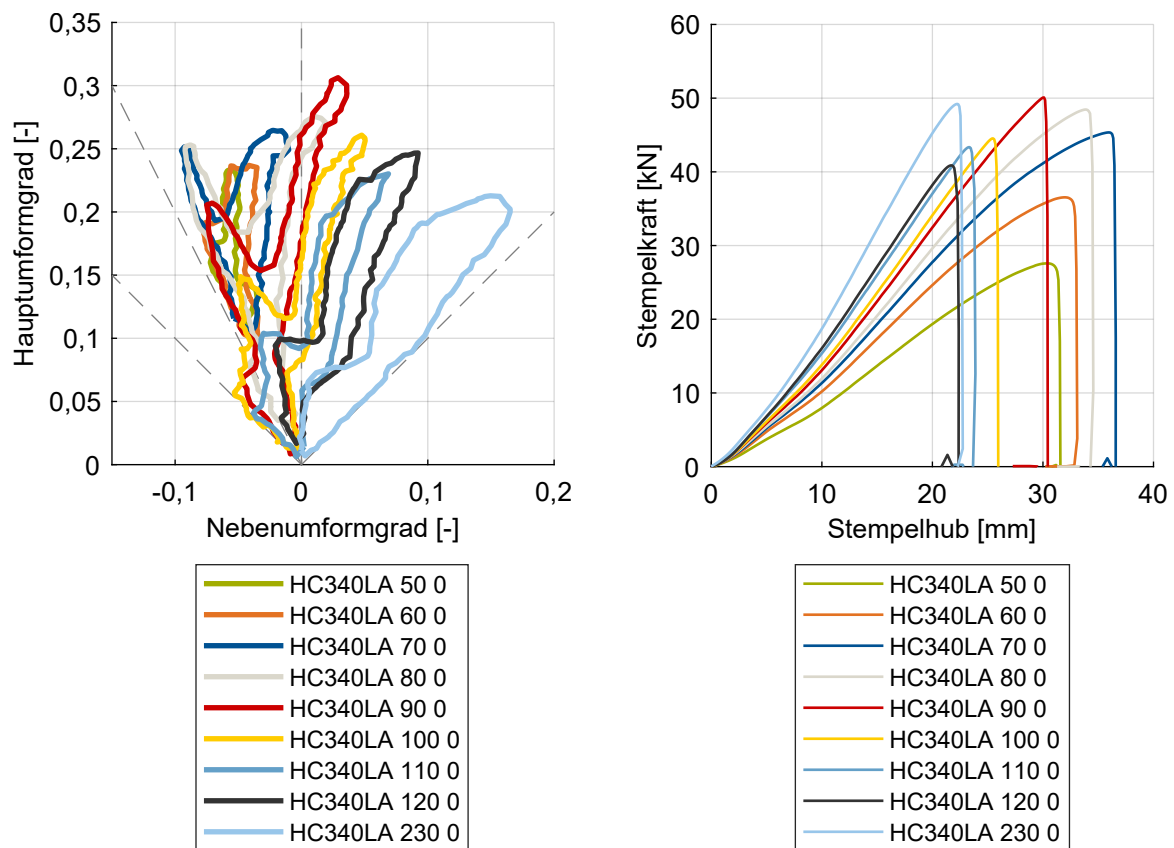 0,35
0,3
0,25
0,2
0,15
0,1
0,05
0
-0,1
0
0,1
0,2
Hauptumformgrad [-]
Nebenumformgrad [-]
HC340LA 50 0
HC340LA 60 0
HC340LA 70 0
HC340LA 80 0
HC340LA 90 0
HC340LA 100 0
HC340LA 110 0
HC340LA 120 0
HC340LA 230 0
60
50
40
30
20
10
0
0
10
20
30
40
Stempelkraft [kN]
Stempelhub [mm]
HC340LA 50 0
HC340LA 60 0
HC340LA 70 0
HC340LA 80 0
HC340LA 90 0
HC340LA 100 0
HC340LA 110 0
HC340LA 120 0
HC340LA 230 0